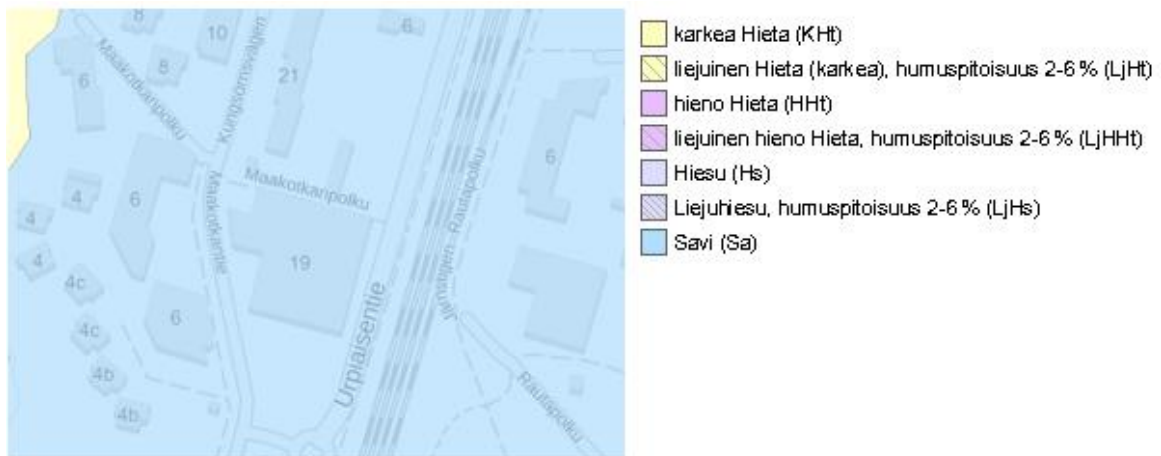 8
10
6
Maakotkanpolku
8
21
Kungsörnsvägen
6
6
Rautapolku
Maakotkanpolku
4
6
Maakotkantie
4
4
19
4c
6
4c
Urpiaisentie
4b
4b
Rautapolku
karkea Hieta (KHt)
liejuinen Hieta (karkea), humuspitoisuus 2-6 % (LjHt)
hieno Hieta (HHt)
liejuinen hieno Hieta, humuspitoisuus 2-6 % (LjHHt)
Hiesu (Hs)
Liejuhiesu, humuspitoisuus 2-6 % (LjHs)
Savi (Sa)